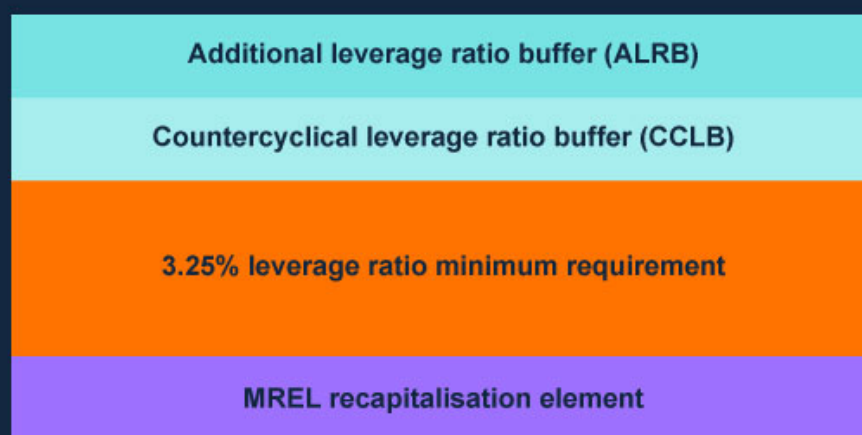 Additional leverage ratio buffer (ALRB)
Countercyclical leverage ratio buffer (CCLB)
3.25% leverage ratio minimum requirement
MREL recapitalisation element